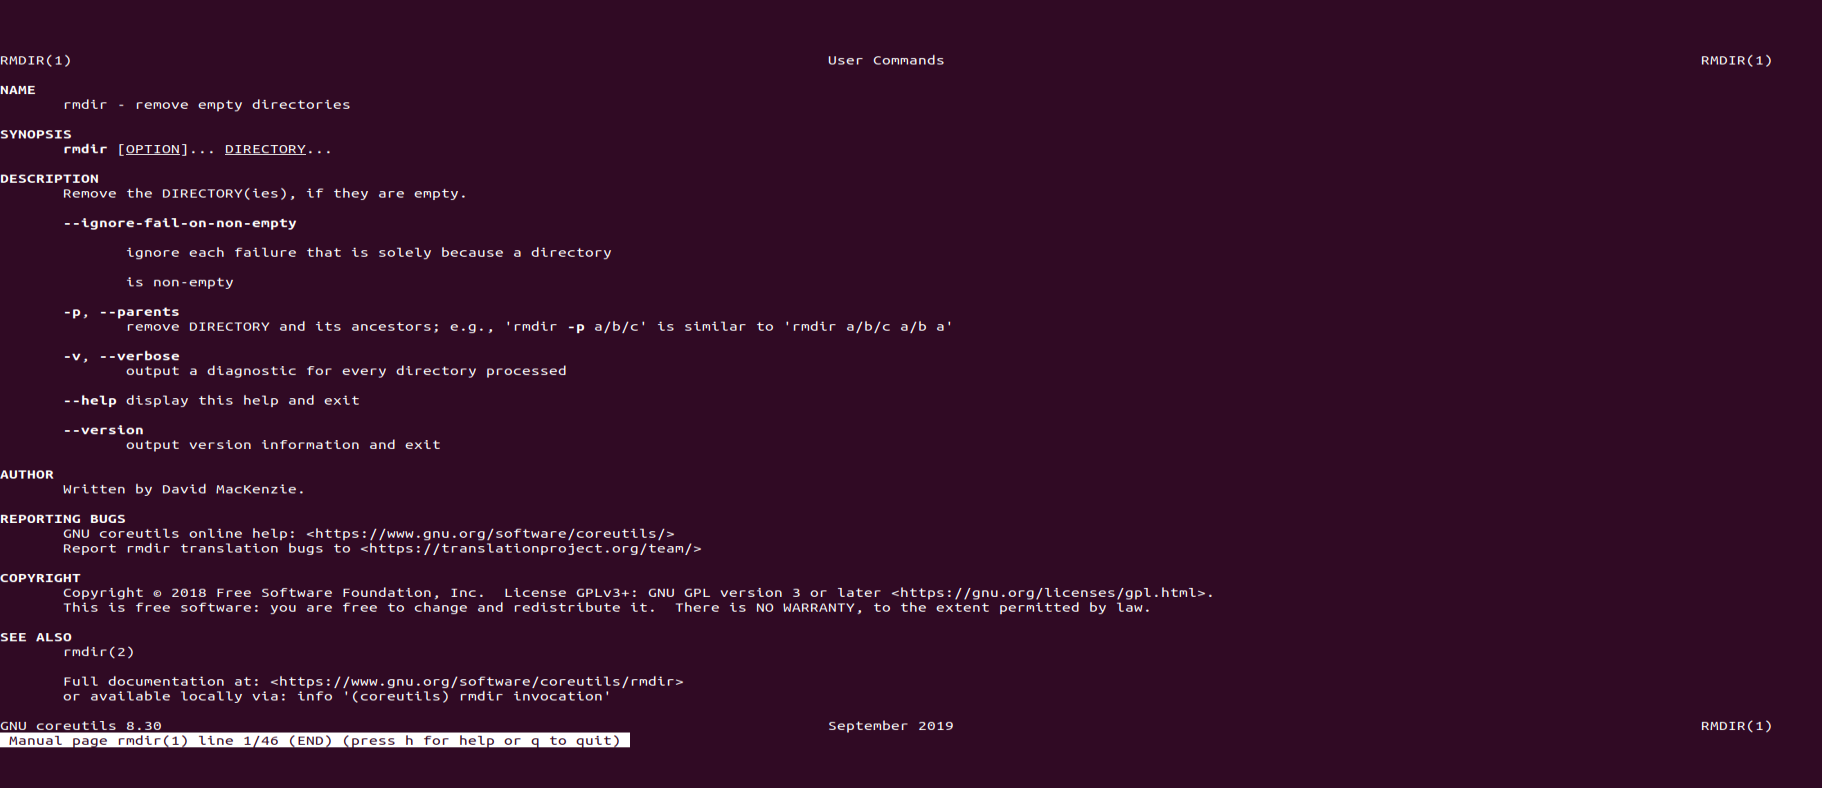 RMDIR(1) User Commands RMDIR(1)
NAME
rmdir - remove empty directories
SYNOPSIS
rmdir [OPTION]... DIRECTORY...
DESCRIPTION
Remove the DIRECTORY(ies), if they are empty.
--ignore-fail-on-non-empty
ignore each failure that is solely because a directory
is non-empty
-p, --parents
remove DIRECTORY and its ancestors; e.g., 'rmdir -p a/b/c' is similar to 'rmdir a/b/c a/b a'
-v, --verbose
output a diagnostic for every directory processed
--help display this help and exit
--version
output version information and exit
AUTHOR
Written by David MacKenzie.
REPORTING BUGS
GNU coreutils online help: <https://www.gnu.org/software/coreutils/>
Report rmdir translation bugs to <https://translationproject.org/team/>
COPYRIGHT
Copyright © 2018 Free Software Foundation, Inc.  License GPLv3+: GNU GPL version 3 or later <https://gnu.org/licenses/gpl.html>.
This is free software: you are free to change and redistribute it.  There is NO WARRANTY, to the extent permitted by law.
SEE ALSO
rmdir(2)
Full documentation at: <https://www.gnu.org/software/coreutils/rmdir>
or available locally via: info '(coreutils) rmdir invocation'
GNU coreutils 8.30 September 2019 RMDIR(1)
Manual page rmdir(1) line 1/46 (END) (press h for help or q to quit)